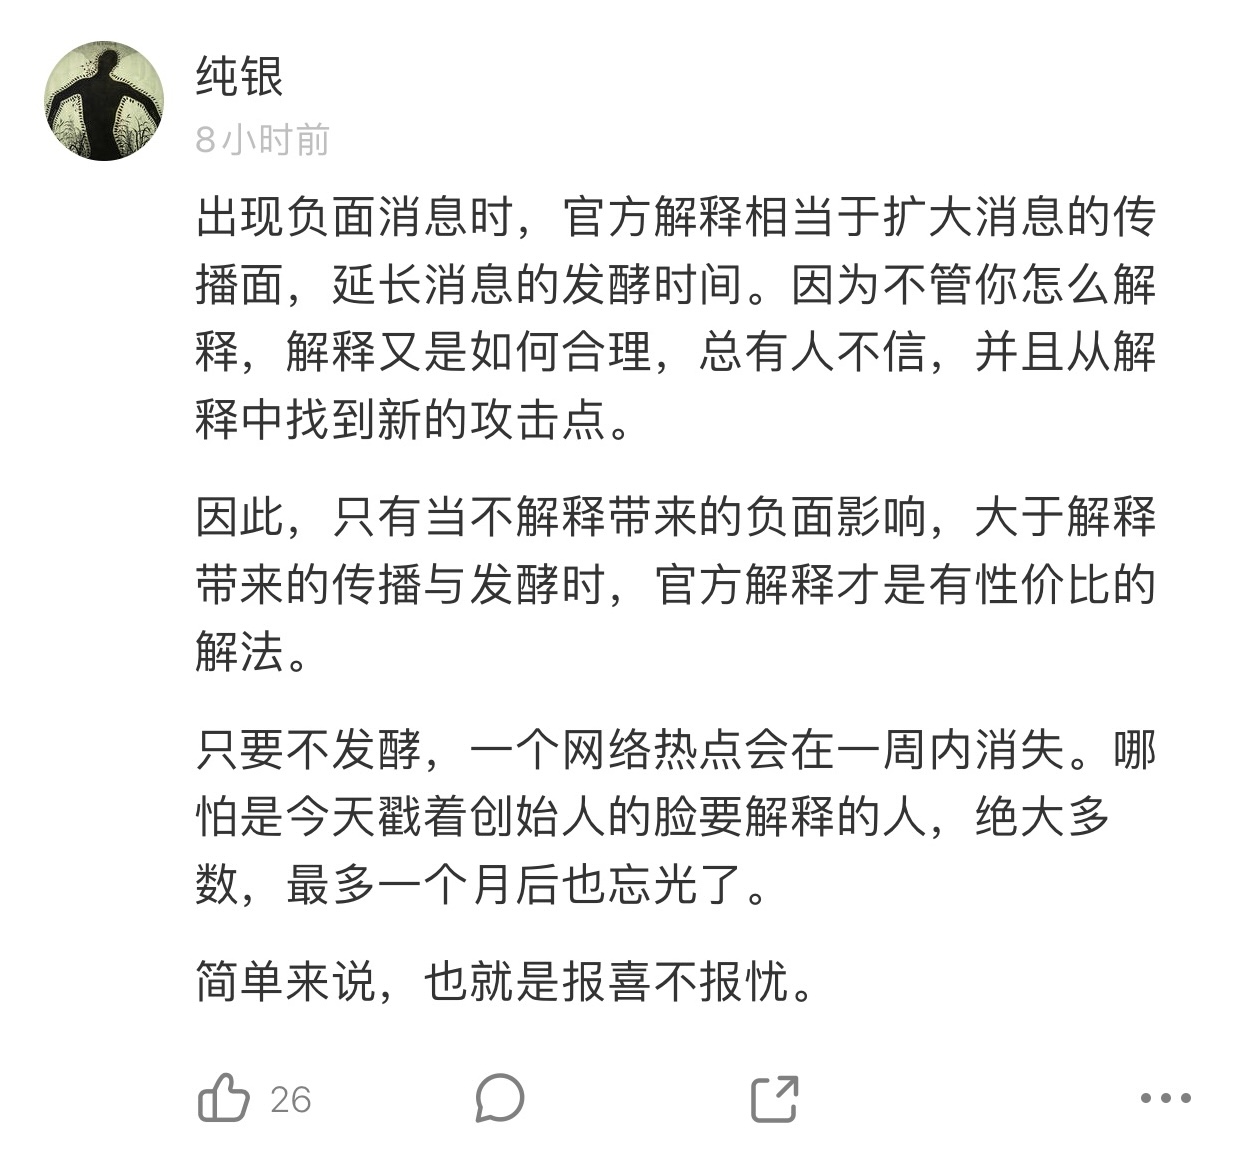 纯银
8小时前
出现负面消息时，官方解释相当于扩大消息的传
播面，延长消息的发酵时间。因为不管你怎么解
释，解释又是如何合理，总有人不信，并且从解
释中找到新的攻击点。
因此，只有当不解释带来的负面影响，大于解释
带来的传播与发酵时，官方解释才是有性价比的
解法。
只要不发酵，一个网络热点会在一周内消失。哪
怕是今天戳着创始人的脸要解释的人，绝大多
数，最多一个月后也忘光了。
简单来说，也就是报喜不报忧。
26